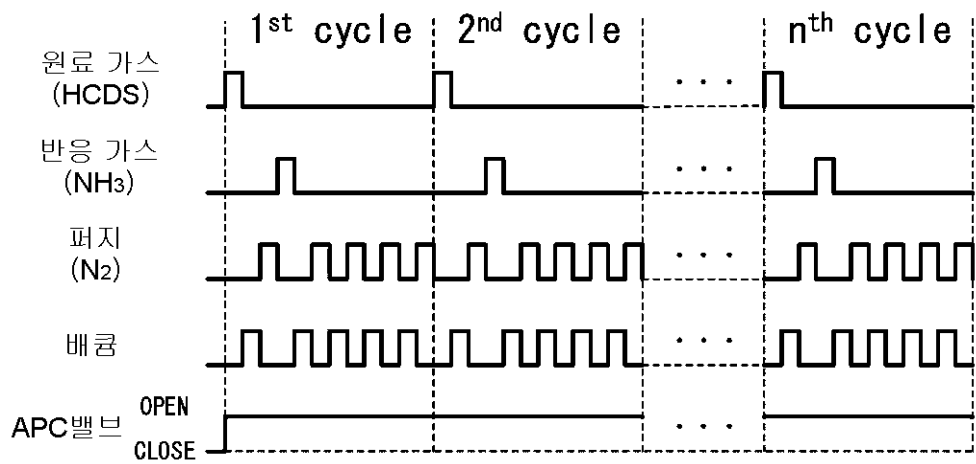 1st cycle 2nd cycle nth cycle
원료 가스
(HCDS)
. . .
반응 가스
(NH3)
. . .
퍼지
(N2)
. . .
배큠
. . .
OPEN
APC밸브
. . .
CLOSE